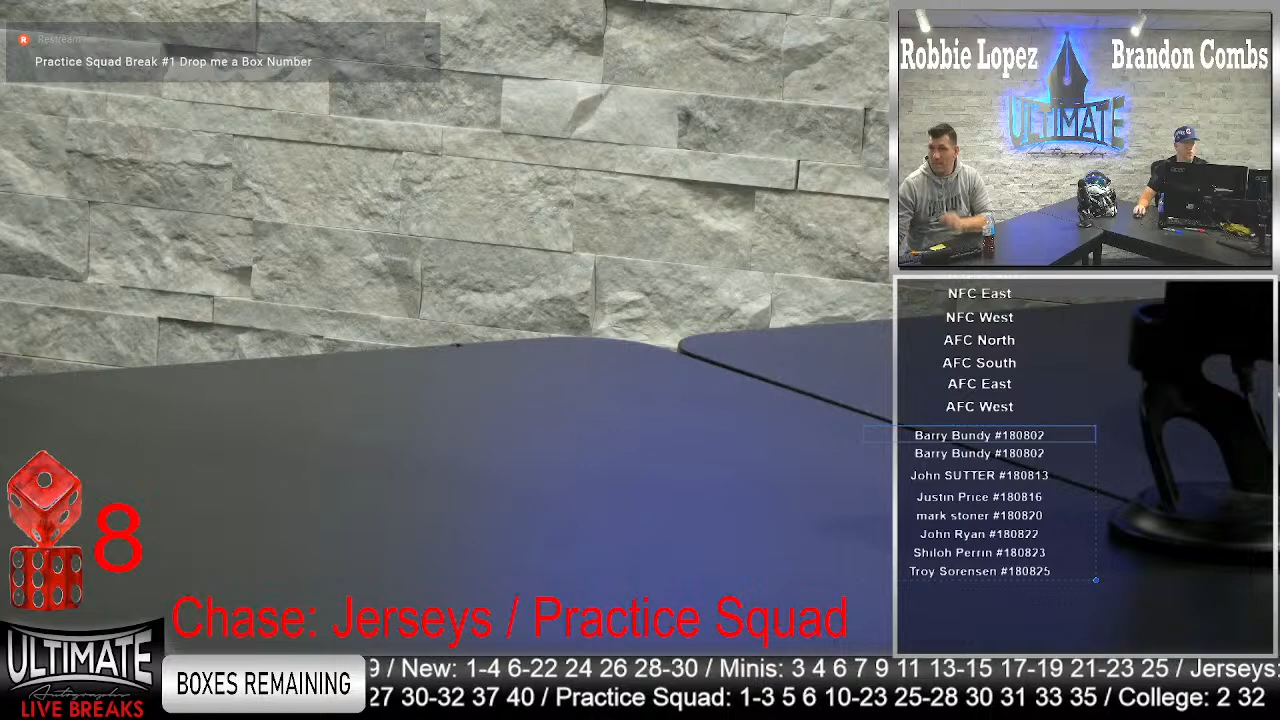 Restream
Practice Squad Break #1 Drop me a Box Number
Robbie Lopez
Brandon Combs
ULTIMATE
NFC East
NFC West
AFC North
AFC South
AFC East
AFC West
Barry Bundy #180802
Barry Bundy #180802
John SUTTER #180813
Justin Price #180816
mark stoner #180820
John Ryan #180822
Shiloh Perrin #180823
Troy Sorensen #180825
8
Chase: Jerseys / Practice Squad
ULTIMATE
Autographs
LIVE BREAKS
BOXES REMAINING
9 / New: 1-4 6-22 24 26 28-30 / Minis: 3 4 6 7 9 11 13-15 17-19 21-23 25 / Jerseys:
27 30-32 37 40 / Practice Squad: 1-3 5 6 10-23 25-28 30 31 33 35 / College: 2 32